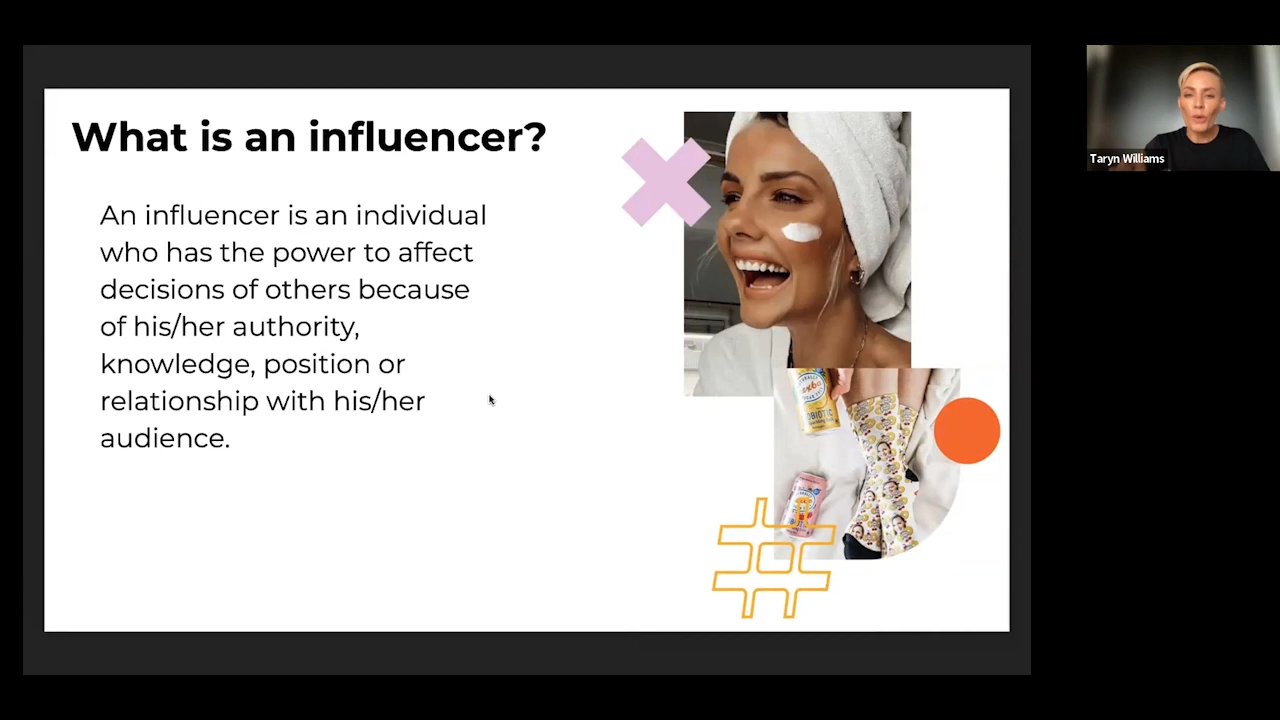 What is an influencer?
An influencer is an individual
who has the power to affect
decisions of others because
of his/her authority,
knowledge, position or
relationship with his/her
audience.
Taryn Williams